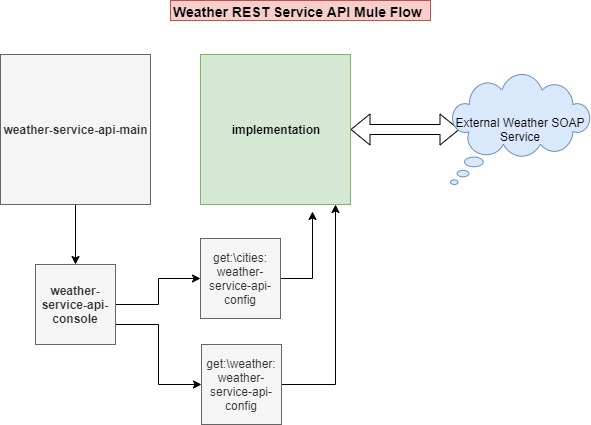 Weather REST Service API Mule Flow
weather-service-api-main
implementation
External Weather SOAP
Service
weather-
service-api-
console
get:\cities:
weather-
service-api-
config
get:\weather:
weather-
service-api-
config